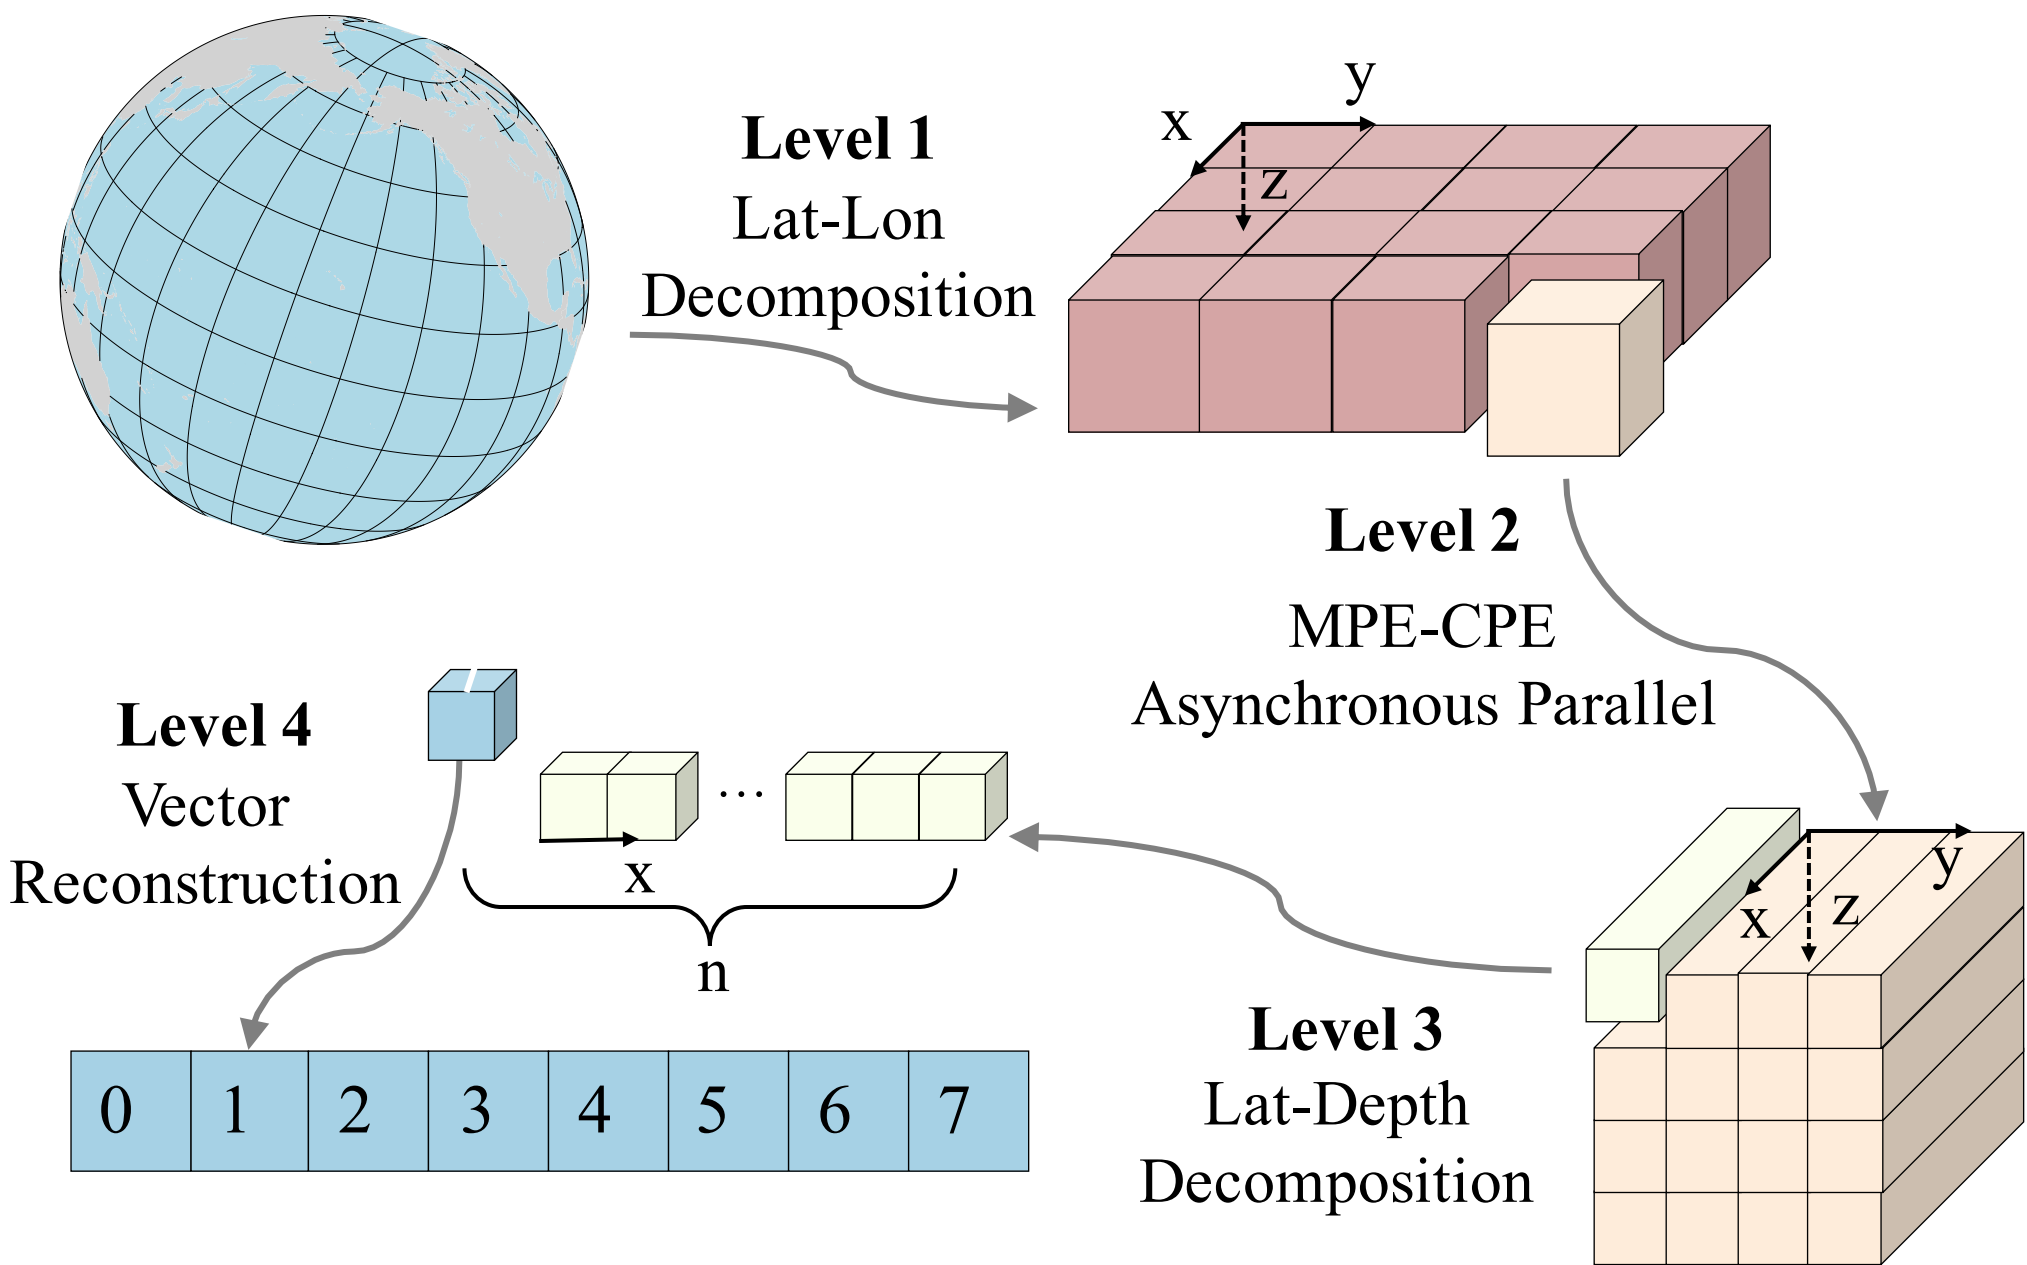 Level 1
Lat-Lon
Decomposition
y
x
z
Level 2
MPE-CPE
Asynchronous Parallel
Level 4
Vector
Reconstruction
...
x
n
y
x
z
Level 3
Lat-Depth
Decomposition
0 1 2 3 4 5 6 7